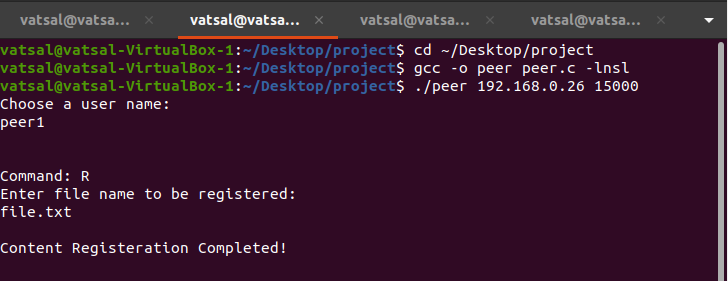 vatsal@vatsa... × vatsal@vatsa... × vatsal@vatsa... × vatsal@vatsa... ×
vatsal@vatsal-VirtualBox-1:~/Desktop/project$ cd ~/Desktop/project
vatsal@vatsal-VirtualBox-1:~/Desktop/project$ gcc -o peer peer.c -lnsl
vatsal@vatsal-VirtualBox-1:~/Desktop/project$ ./peer 192.168.0.26 15000
Choose a user name:
peer1
Command: R
Enter file name to be registered:
file.txt
Content Registeration Completed!